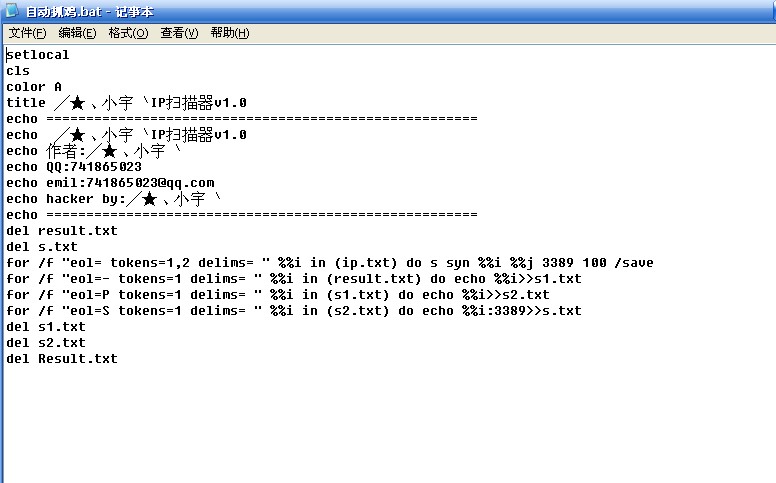 自动抓鸡.bat - 记事本
文件(F) 编辑(E) 格式(O) 查看(V) 帮助(H)
setlocal
cls
color A
title ╱★﹑小宇﹨IP扫描器v1.0
echo =====================================================
echo  ╱★﹑小宇﹨IP扫描器v1.0
echo 作者:╱★﹑小宇﹨
echo QQ:741865023
echo emil:741865023@qq.com
echo hacker by:╱★﹑小宇﹨
echo =====================================================
del result.txt
del s.txt
for /f "eol= tokens=1,2 delims= " %%i in (ip.txt) do s syn %%i %%j 3389 100 /save
for /f "eol=- tokens=1 delims= " %%i in (result.txt) do echo %%i>>s1.txt
for /f "eol=P tokens=1 delims= " %%i in (s1.txt) do echo %%i>>s2.txt
for /f "eol=S tokens=1 delims= " %%i in (s2.txt) do echo %%i:3389>>s.txt
del s1.txt
del s2.txt
del Result.txt